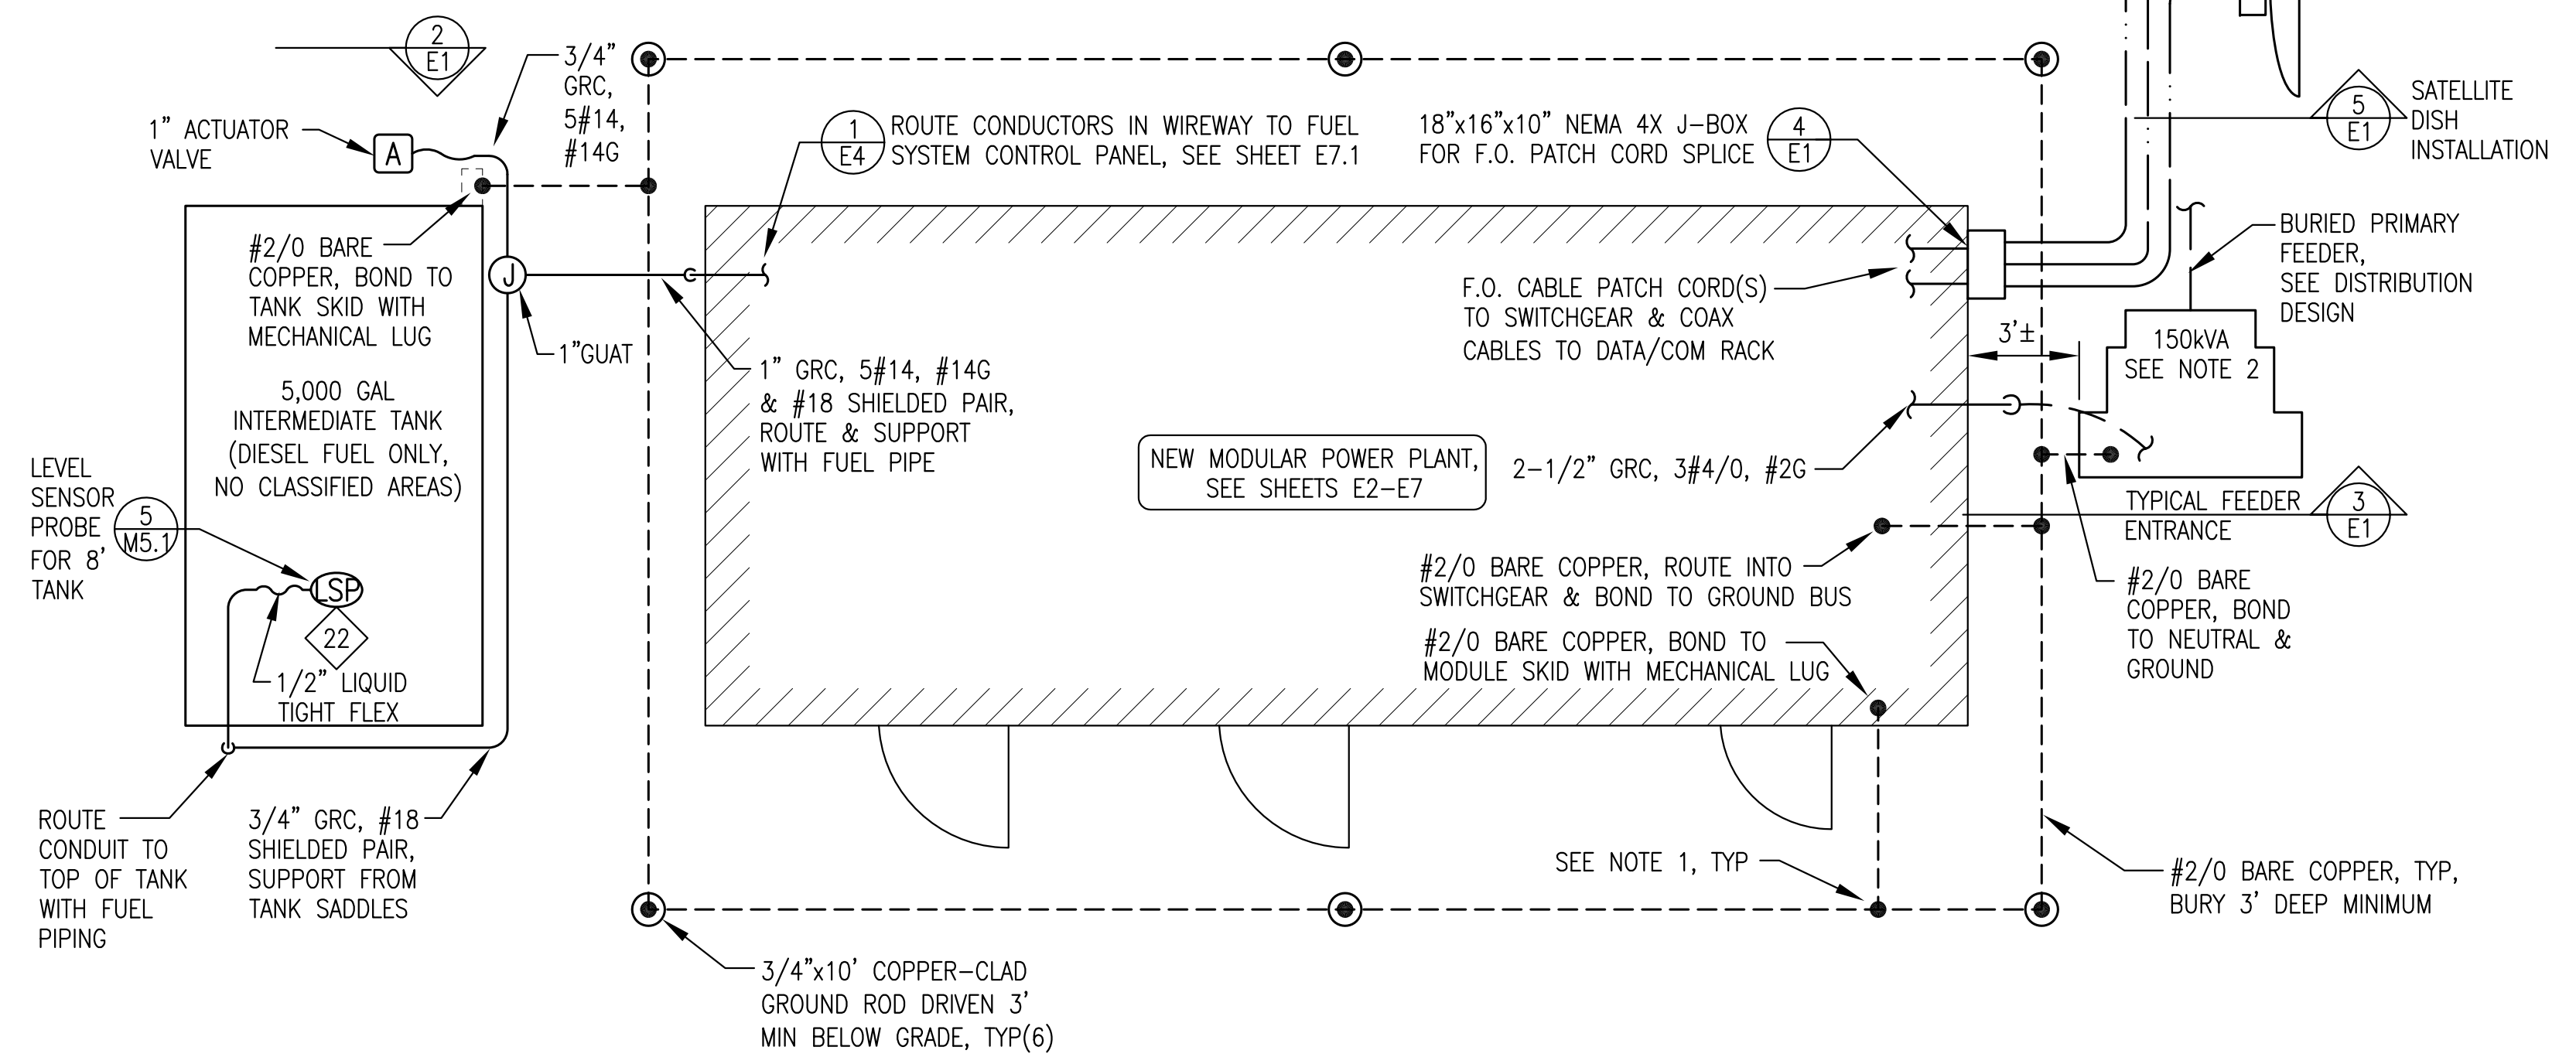 2
E1
3/4"
GRC,
5#14,
#14G
1" ACTUATOR
VALVE
A
1
E4
ROUTE CONDUCTORS IN WIREWAY TO FUEL
SYSTEM CONTROL PANEL, SEE SHEET E7.1
18"x16"x10" NEMA 4X J-BOX
FOR F.O. PATCH CORD SPLICE
4
E1
5
E1
SATELLITE
DISH
INSTALLATION
#2/0 BARE
COPPER, BOND TO
TANK SKID WITH
MECHANICAL LUG
J
1"GUAT
F.O. CABLE PATCH CORD(S)
TO SWITCHGEAR & COAX
CABLES TO DATA/COM RACK
BURIED PRIMARY
FEEDER,
SEE DISTRIBUTION
DESIGN
3'±
150kVA
SEE NOTE 2
1" GRC, 5#14, #14G
& #18 SHIELDED PAIR,
ROUTE & SUPPORT
WITH FUEL PIPE
5,000 GAL
INTERMEDIATE TANK
(DIESEL FUEL ONLY,
NO CLASSIFIED AREAS)
LEVEL
SENSOR
PROBE
FOR 8'
TANK
5
M5.1
NEW MODULAR POWER PLANT,
SEE SHEETS E2-E7
2-1/2" GRC, 3#4/0, #2G
TYPICAL FEEDER
ENTRANCE
3
E1
LSP
22
1/2" LIQUID
TIGHT FLEX
#2/0 BARE COPPER, ROUTE INTO
SWITCHGEAR & BOND TO GROUND BUS
#2/0 BARE COPPER, BOND TO
MODULE SKID WITH MECHANICAL LUG
#2/0 BARE
COPPER, BOND
TO NEUTRAL &
GROUND
ROUTE
CONDUIT TO
TOP OF TANK
WITH FUEL
PIPING
3/4" GRC, #18
SHIELDED PAIR,
SUPPORT FROM
TANK SADDLES
SEE NOTE 1, TYP
#2/0 BARE COPPER, TYP,
BURY 3' DEEP MINIMUM
3/4"x10' COPPER-CLAD
GROUND ROD DRIVEN 3'
MIN BELOW GRADE, TYP(6)